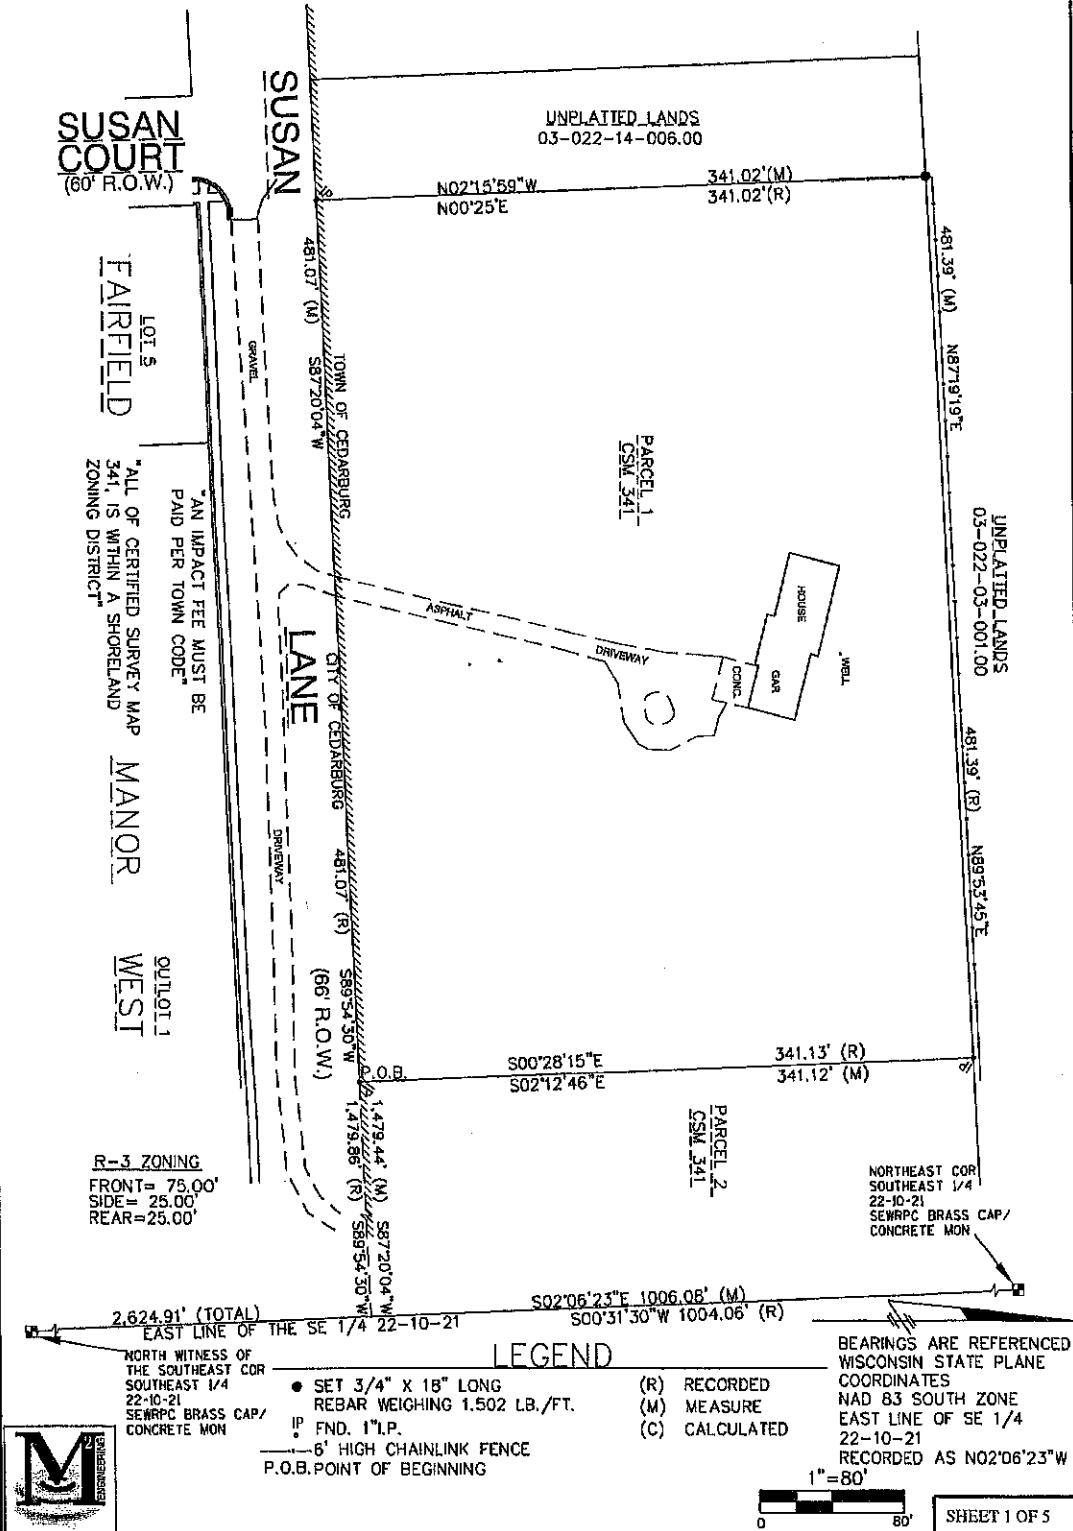 SUSAN
COURT
(60' R.O.W.)
SUSAN
LANE
UNPLATTED LANDS
03-022-14-006.00
N02°15'59"W
341.02'(M)
N00°25'E
341.02'(R)
481.07' (M)
S87°20'04"W
TOWN OF CEDARBURG
CITY OF CEDARBURG
481.07' (R)
S89°54'30"W
(66' R.O.W.)
481.39' (M)
N87°19'19"E
UNPLATTED LANDS
03-022-03-001.00
481.39' (R)
N89°53'45"E
PARCEL 1
CSM 341
HOUSE
GAR
CONC.
WELL
ASPHALT
DRIVEWAY
GRAVEL
DRIVEWAY
IP
LOT 5
FAIRFIELD
MANOR
WEST
OUTLOT 1
"AN IMPACT FEE MUST BE
PAID PER TOWN CODE"
"ALL OF CERTIFIED SURVEY MAP
341, IS WITHIN A SHORELAND
ZONING DISTRICT"
P.O.B.
IP
S00°28'15"E
341.13' (R)
S02°12'46"E
341.12' (M)
IP
PARCEL 2
CSM 341
1,479.44' (M)
S87°20'04"W
1,479.86' (R)
S89°54'30"W
R-3 ZONING
FRONT= 75.00'
SIDE= 25.00'
REAR=25.00'
NORTHEAST COR
SOUTHEAST 1/4
22-10-21
SEWRPC BRASS CAP/
CONCRETE MON
2,624.91' (TOTAL)
EAST LINE OF THE SE 1/4 22-10-21
S02°06'23"E 1006.08' (M)
S00°31'30"W 1004.06' (R)
NORTH WITNESS OF
THE SOUTHEAST COR
SOUTHEAST 1/4
22-10-21
SEWRPC BRASS CAP/
CONCRETE MON
LEGEND
SET 3/4" X 18" LONG
REBAR WEIGHING 1.502 LB./FT.
IP FND. 1"I.P.
6' HIGH CHAINLINK FENCE
P.O.B. POINT OF BEGINNING
(R) RECORDED
(M) MEASURE
(C) CALCULATED
BEARINGS ARE REFERENCED
WISCONSIN STATE PLANE
COORDINATES
NAD 83 SOUTH ZONE
EAST LINE OF SE 1/4
22-10-21
RECORDED AS N02°06'23"W
1"=80'
0 80'
M2
ENGINEERING
SHEET 1 OF 5